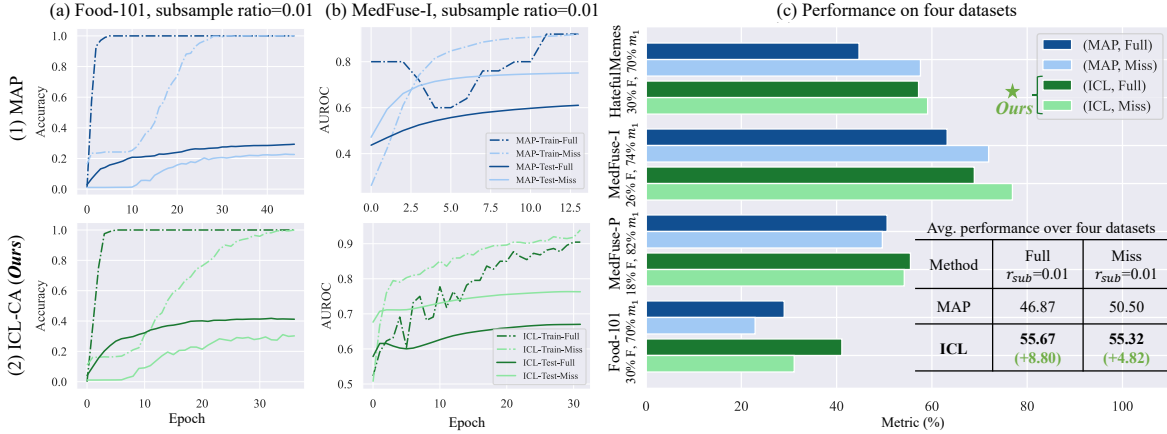 (a) Food-101, subsample ratio=0.01
(b) MedFuse-I, subsample ratio=0.01
(c) Performance on four datasets
(1) MAP
Accuracy
1.0
0.8
0.6
0.4
0.2
0.0
0
10
20
30
40
AUROC
0.8
0.6
0.4
MAP-Train-Full
MAP-Train-Miss
MAP-Test-Full
MAP-Test-Miss
0.0
2.5
5.0
7.5
10.0
12.5
(2) ICL-CA (Ours)
Accuracy
1.0
0.8
0.6
0.4
0.2
0.0
0
10
20
30
Epoch
AUROC
0.9
0.8
0.7
0.6
0.5
ICL-Train-Full
ICL-Train-Miss
ICL-Test-Full
ICL-Test-Miss
0
5
10
15
20
25
30
Epoch
HatefulMemes
30% F, 70% m₁
MedFuse-I
26% F, 74% m₁
MedFuse-P
18% F, 82% m₁
Food-101
30% F, 70% m₁
(MAP, Full)
(MAP, Miss)
(ICL, Full)
(ICL, Miss)
★
Ours
Avg. performance over four datasets
Method Full Miss
r_sub=0.01 r_sub=0.01
MAP 46.87 50.50
ICL 55.67 55.32
(+8.80) (+4.82)
0
20
40
60
80
100
Metric (%)